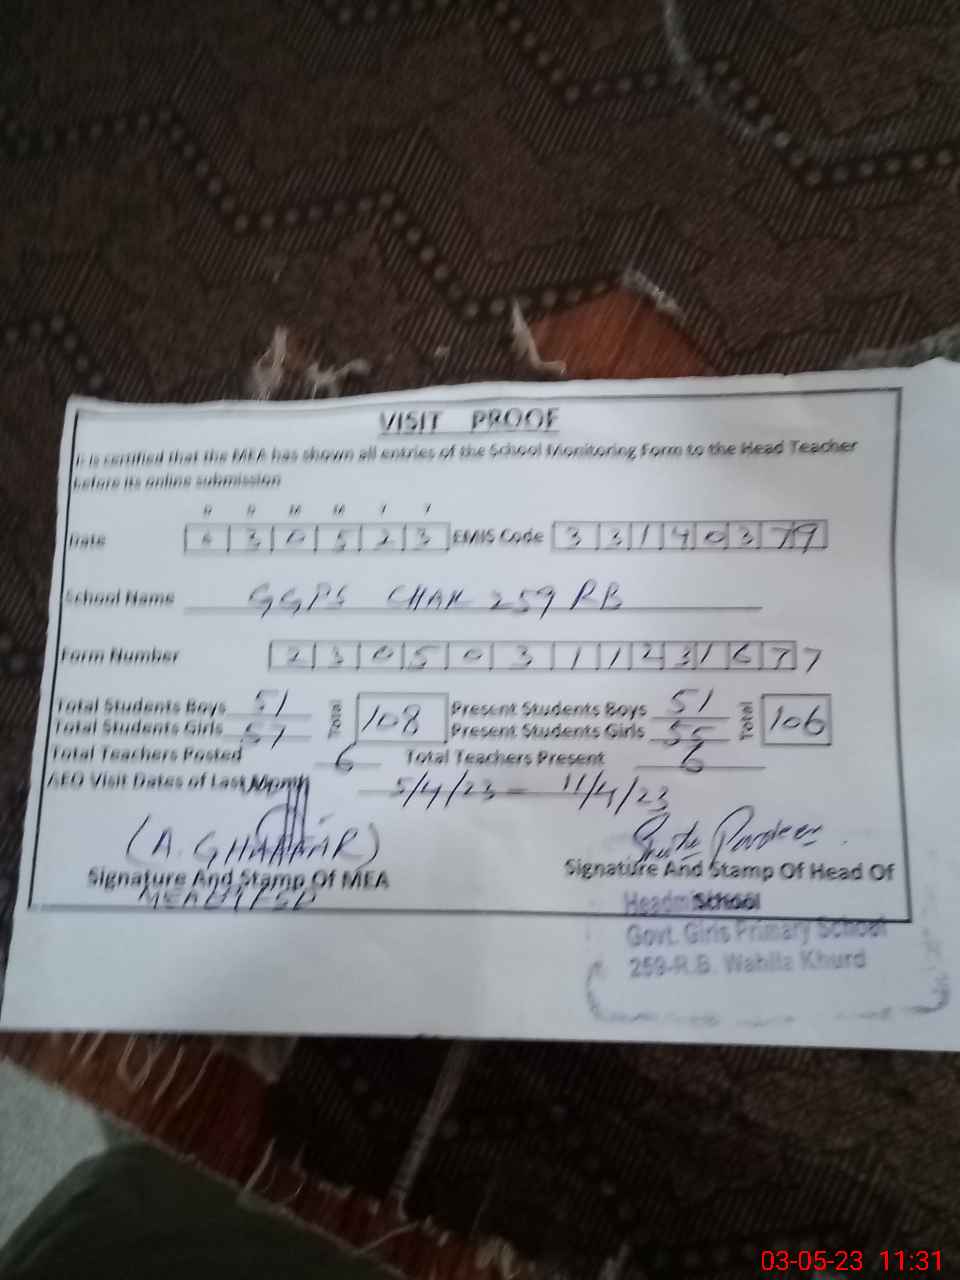 VISIT PROOF
It is certified that the MEA has shown all entries of the School Monitoring Form to the Head Teacher
before its online submission
D D M M Y Y
Date 0 3 0 5 2 3 EMIS Code 3 3 1 4 0 3 7 9
School Name GGPS CHAK 259 RB
Form Number 2 3 0 5 0 3 1 1 2 3 1 6 7 7
Total Students Boys 51 Total 108 Present Students Boys 51 Total 106
Total Students Girls 57 Present Students Girls 55
Total Teachers Posted 6 Total Teachers Present 6
AEO Visit Dates of Last Month 5/4/23 - 11/4/23
(A. GHAFFAR) Parveen
Signature And Stamp Of MEA Signature And Stamp Of Head Of
School
Govt. Girls Primary School
259-R.B. Wahila Khurd
03-05-23 11:31